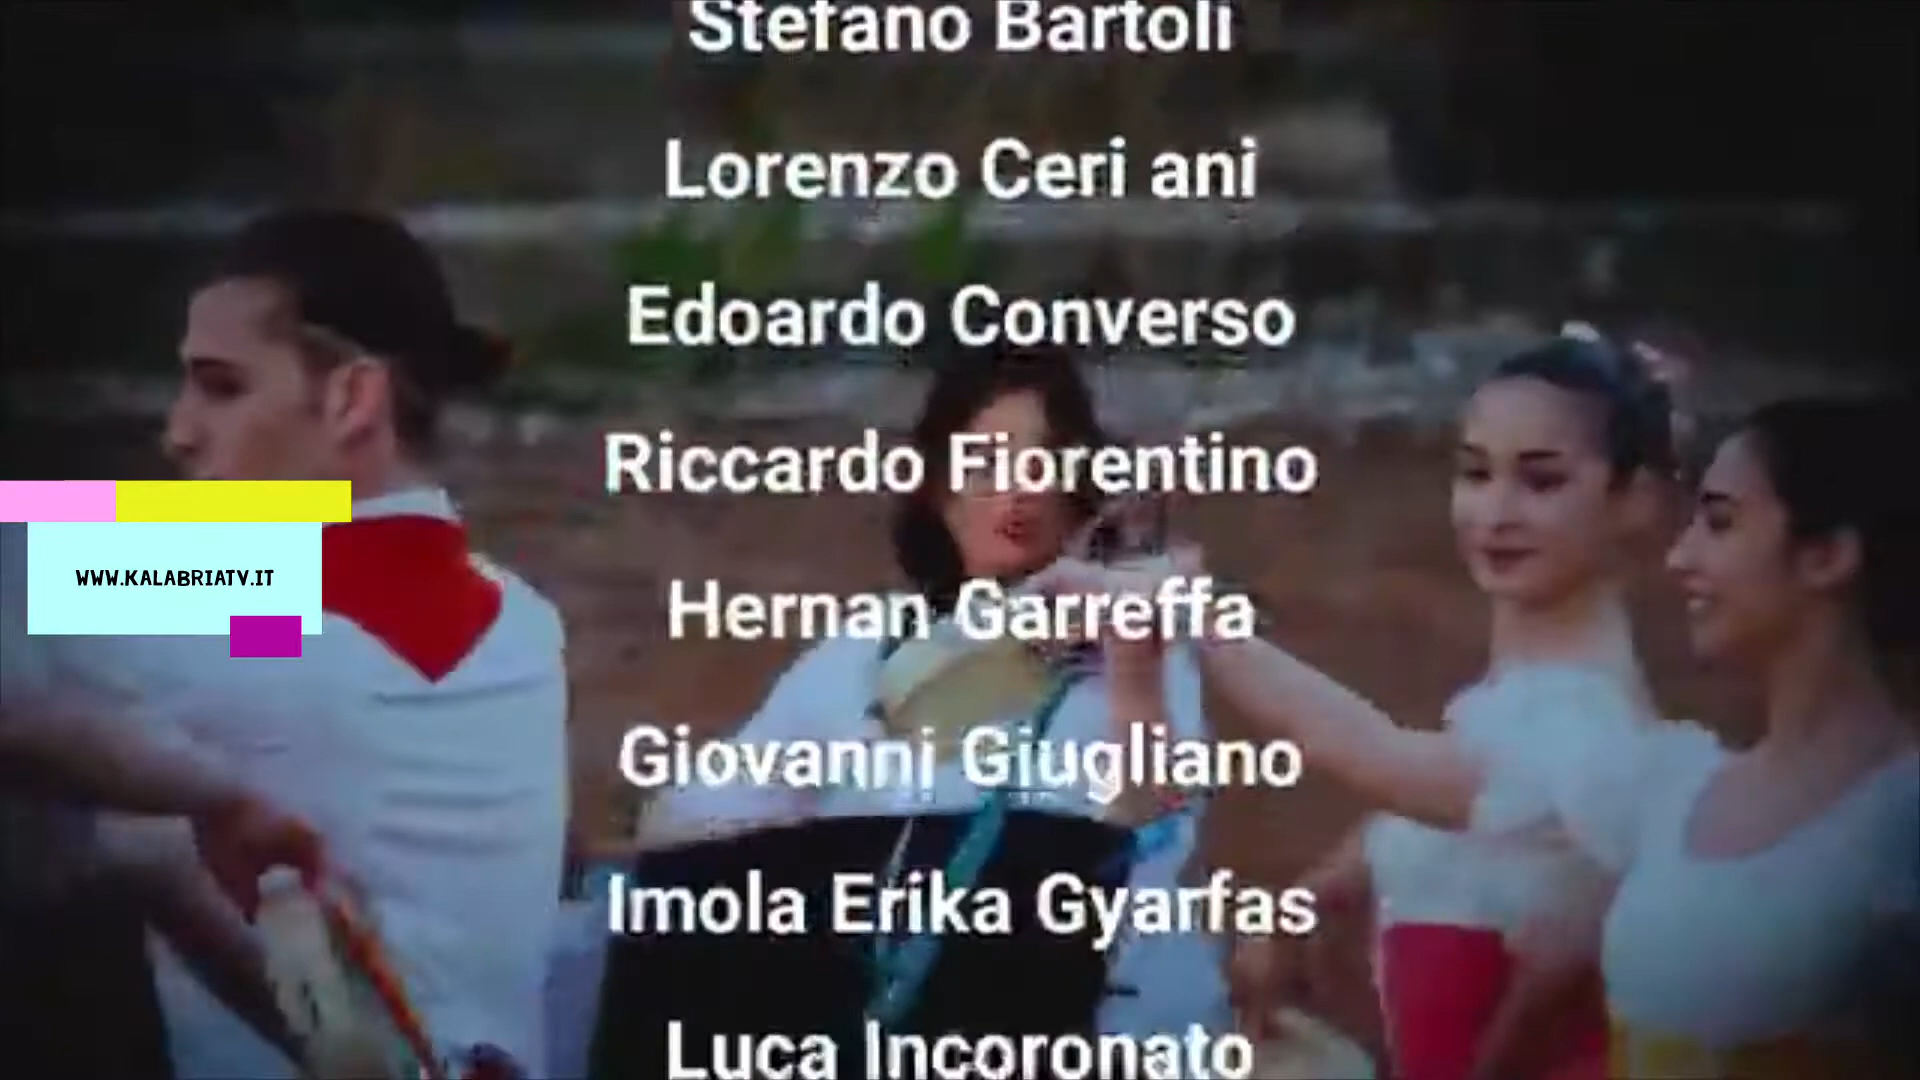 Stefano Bartoli
Lorenzo Ceri ani
Edoardo Converso
Riccardo Fiorentino
WWW.KALABRIATV.IT
Hernan Garreffa
Giovanni Giugliano
Imola Erika Gyarfas
Luca Incoronato